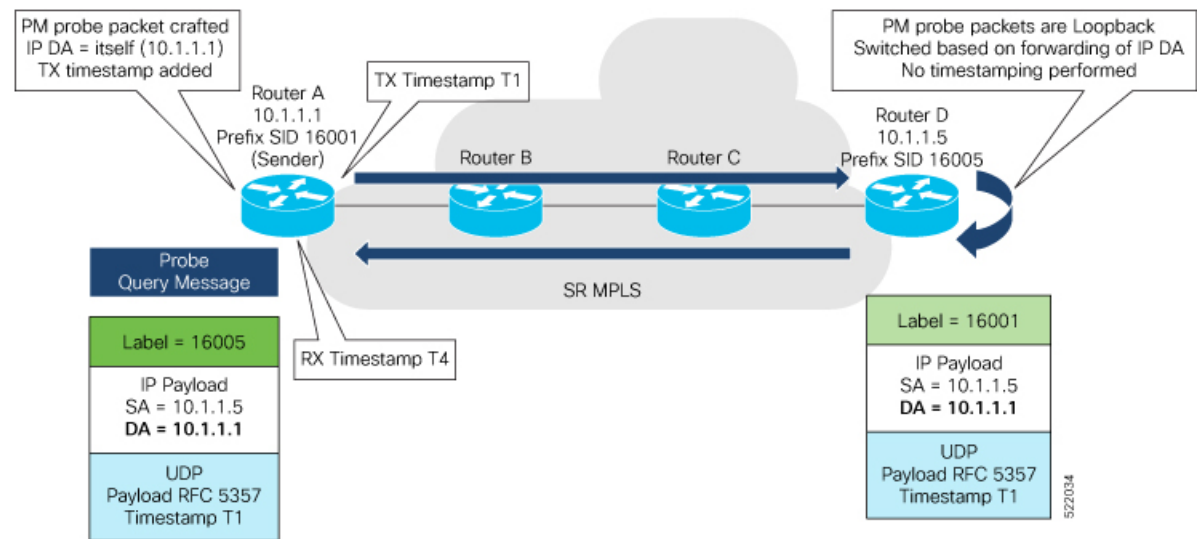 PM probe packet crafted
IP DA = itself (10.1.1.1)
TX timestamp added
TX Timestamp T1
PM probe packets are Loopback
Switched based on forwarding of IP DA
No timestamping performed
Router A
10.1.1.1
Prefix SID 16001
(Sender)
Router B
Router C
Router D
10.1.1.5
Prefix SID 16005
Probe
Query Message
SR MPLS
RX Timestamp T4
Label = 16005
IP Payload
SA = 10.1.1.5
DA = 10.1.1.1
UDP
Payload RFC 5357
Timestamp T1
Label = 16001
IP Payload
SA = 10.1.1.5
DA = 10.1.1.1
UDP
Payload RFC 5357
Timestamp T1
522034